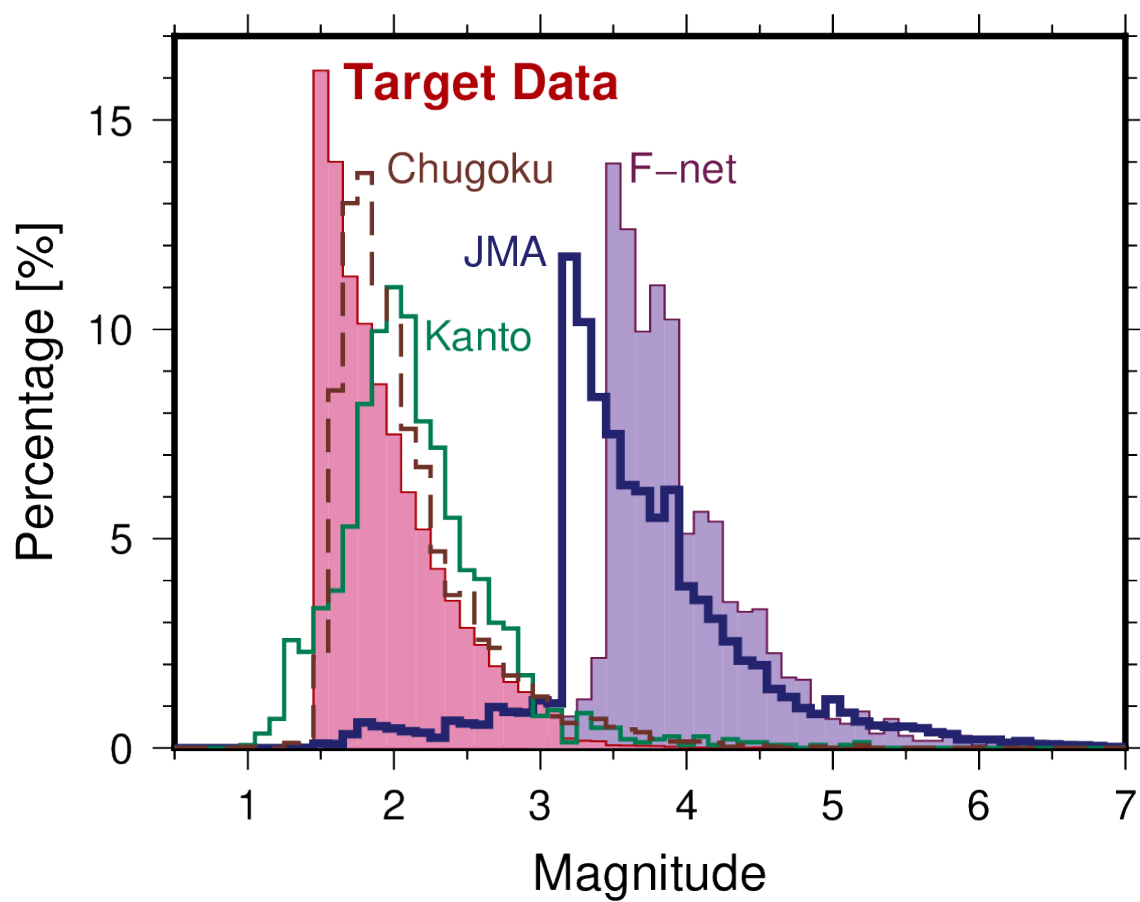 Target Data
15
Chugoku
F−net
JMA
Kanto
10
Percentage [%]
5
0
1 2 3 4 5 6 7
Magnitude